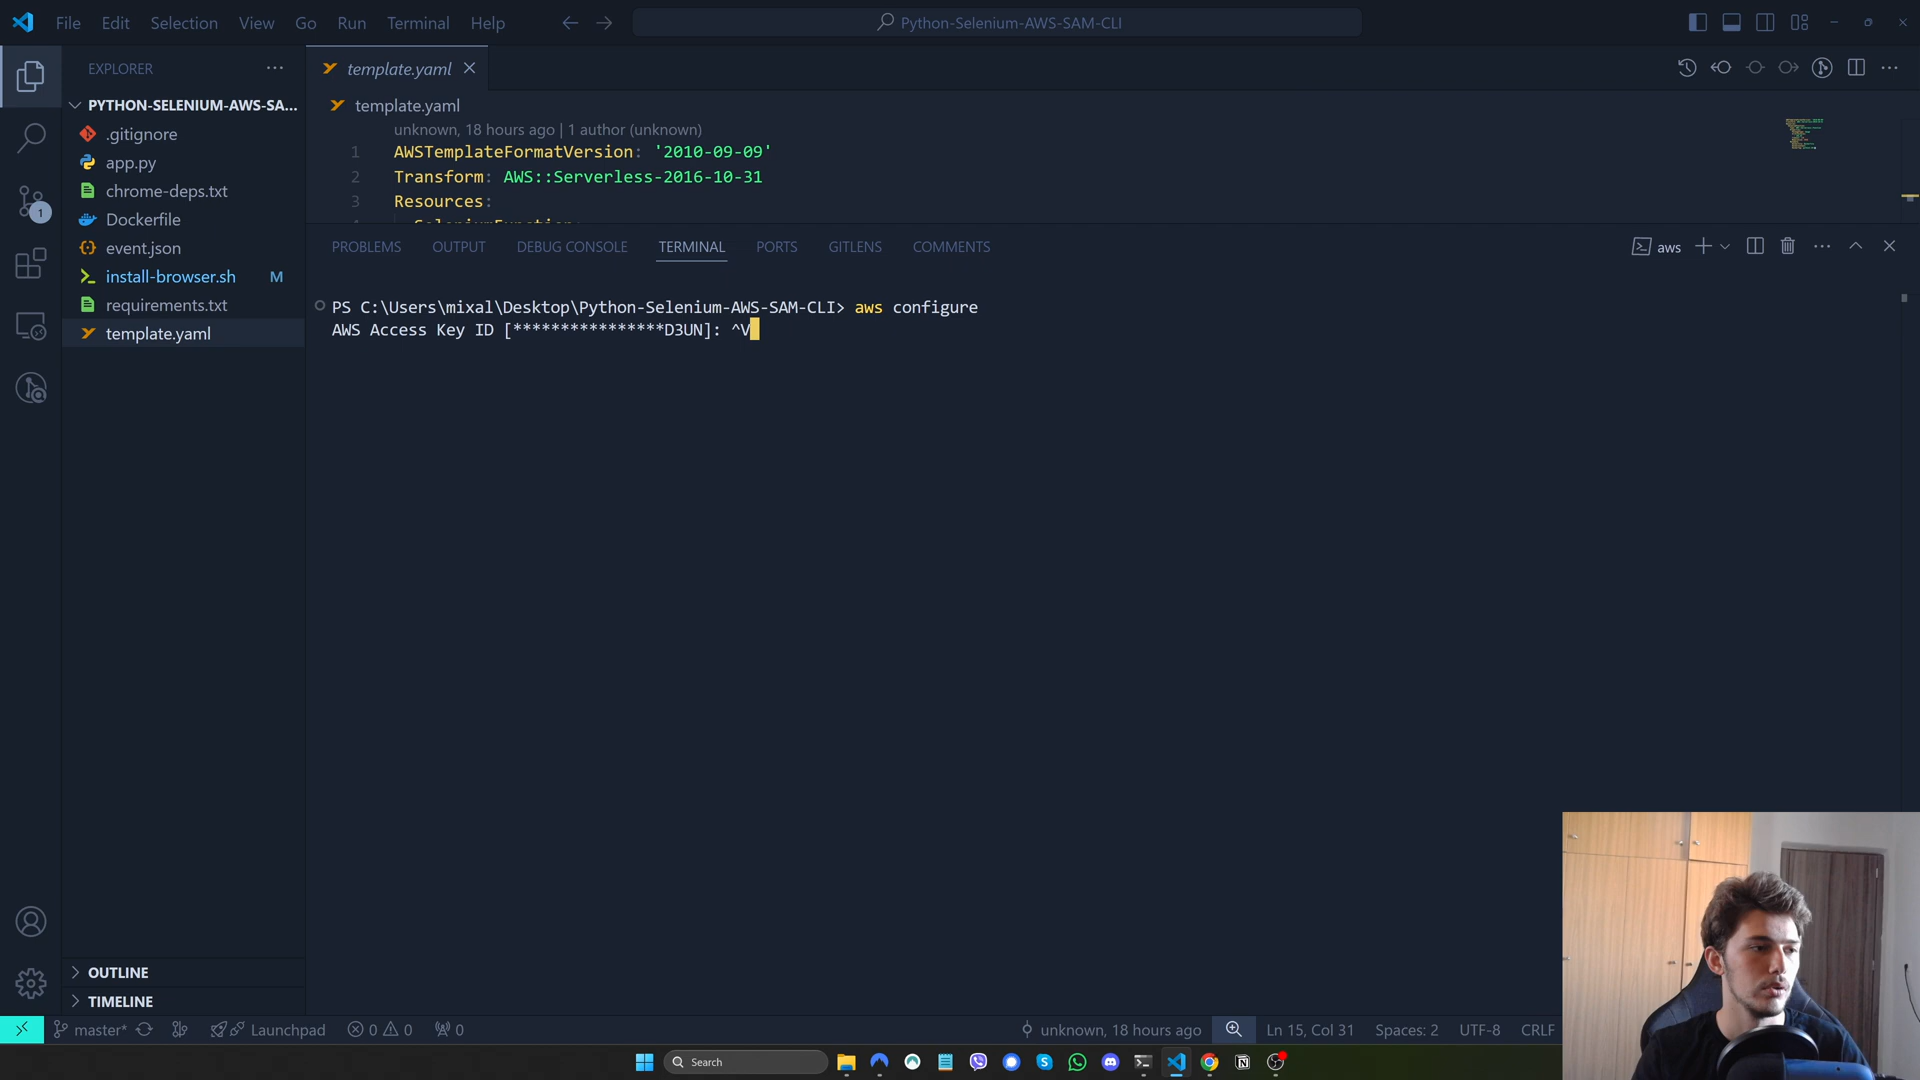 File Edit Selection View Go Run Terminal Help
Python-Selenium-AWS-SAM-CLI
EXPLORER
PYTHON-SELENIUM-AWS-SA...
.gitignore
app.py
chrome-deps.txt
Dockerfile
event.json
install-browser.sh M
requirements.txt
template.yaml
OUTLINE
TIMELINE
1
template.yaml
template.yaml
unknown, 18 hours ago | 1 author (unknown)
1 AWSTemplateFormatVersion: '2010-09-09'
2 Transform: AWS::Serverless-2016-10-31
3 Resources:
PROBLEMS OUTPUT DEBUG CONSOLE TERMINAL PORTS GITLENS COMMENTS
aws
PS C:\Users\mixal\Desktop\Python-Selenium-AWS-SAM-CLI> aws configure
AWS Access Key ID [****************D3UN]: ^V
master* Launchpad 0 0 0
unknown, 18 hours ago Ln 15, Col 31 Spaces: 2 UTF-8 CRLF
Search